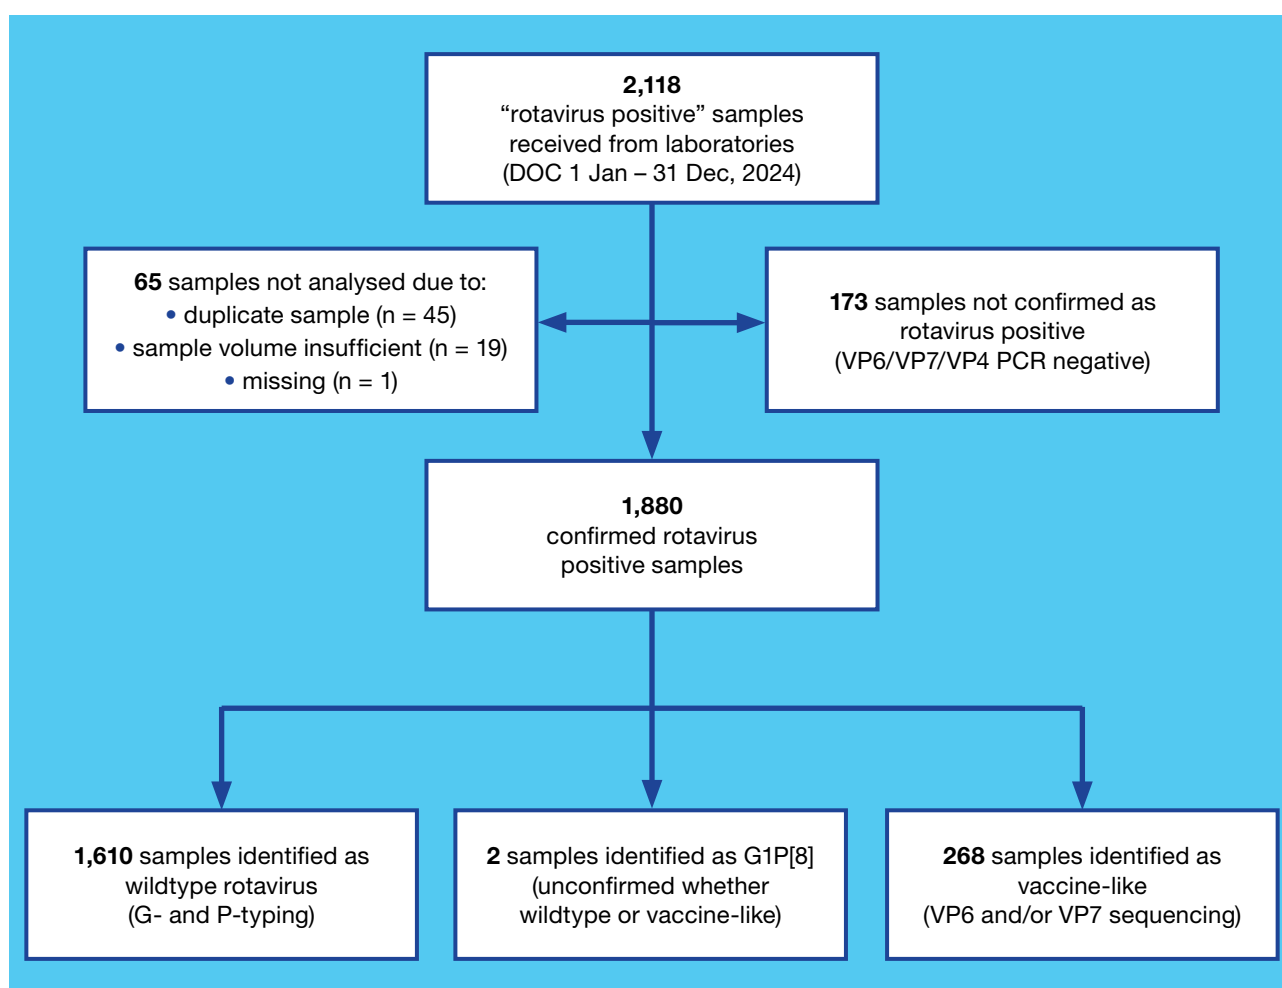 2,118
“rotavirus positive” samples
received from laboratories
(DOC 1 Jan – 31 Dec, 2024)
65 samples not analysed due to:
• duplicate sample (n = 45)
• sample volume insufficient (n = 19)
• missing (n = 1)
173 samples not confirmed as
rotavirus positive
(VP6/VP7/VP4 PCR negative)
1,880
confirmed rotavirus
positive samples
1,610 samples identified as
wildtype rotavirus
(G- and P-typing)
2 samples identified as G1P[8]
(unconfirmed whether
wildtype or vaccine-like)
268 samples identified as
vaccine-like
(VP6 and/or VP7 sequencing)